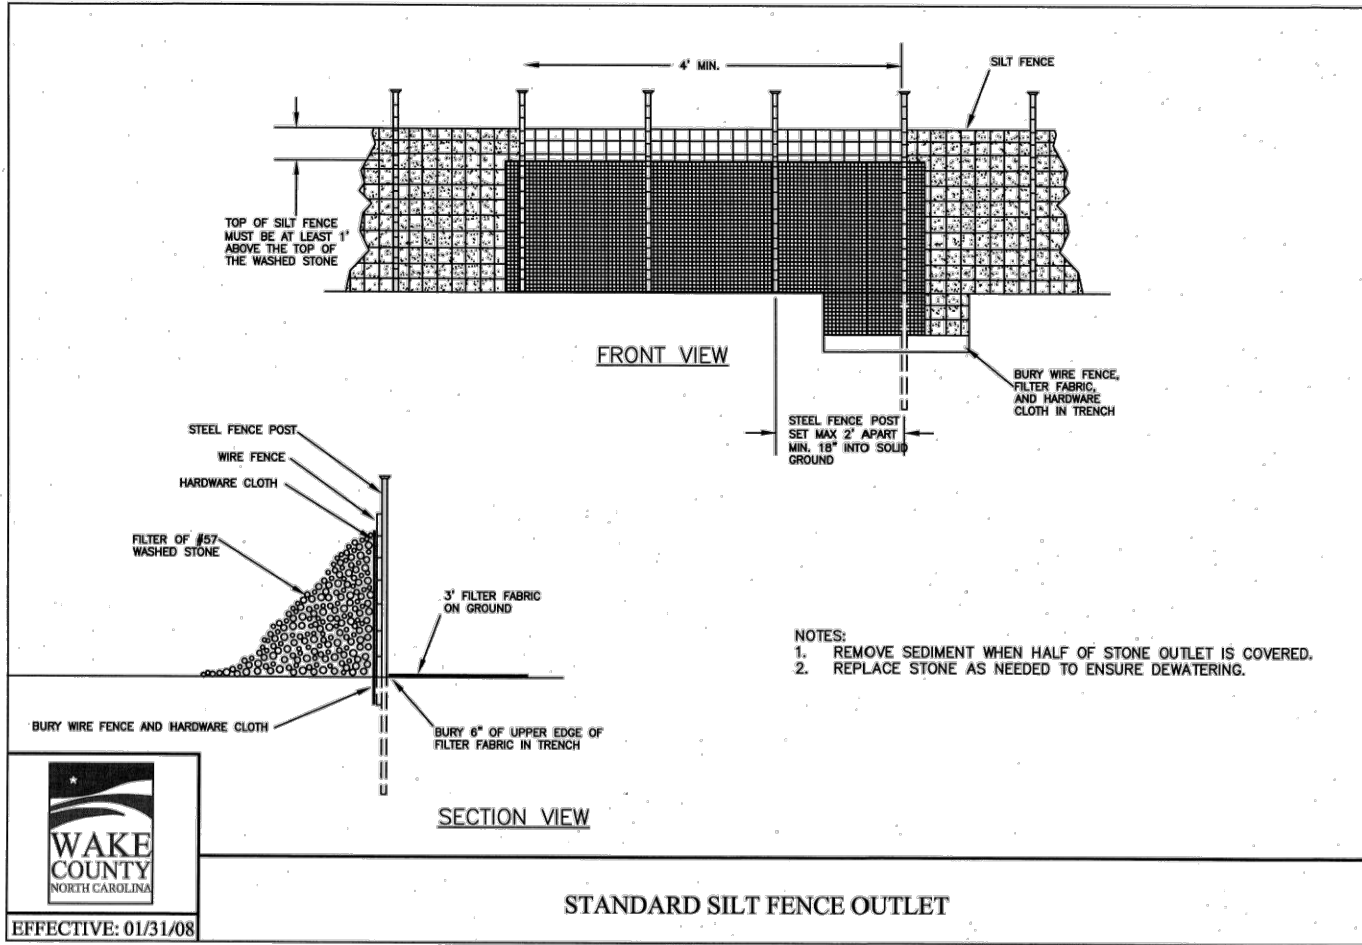 4' MIN.
SILT FENCE
TOP OF SILT FENCE
MUST BE AT LEAST 1'
ABOVE THE TOP OF
THE WASHED STONE
FRONT VIEW
BURY WIRE FENCE,
FILTER FABRIC,
AND HARDWARE
CLOTH IN TRENCH
STEEL FENCE POST
SET MAX 2' APART
MIN. 18" INTO SOLID
GROUND
STEEL FENCE POST
WIRE FENCE
HARDWARE CLOTH
FILTER OF #57
WASHED STONE
3' FILTER FABRIC
ON GROUND
BURY WIRE FENCE AND HARDWARE CLOTH
BURY 6" OF UPPER EDGE OF
FILTER FABRIC IN TRENCH
SECTION VIEW
NOTES:
1. REMOVE SEDIMENT WHEN HALF OF STONE OUTLET IS COVERED.
2. REPLACE STONE AS NEEDED TO ENSURE DEWATERING.
WAKE
COUNTY
NORTH CAROLINA
EFFECTIVE: 01/31/08
STANDARD SILT FENCE OUTLET